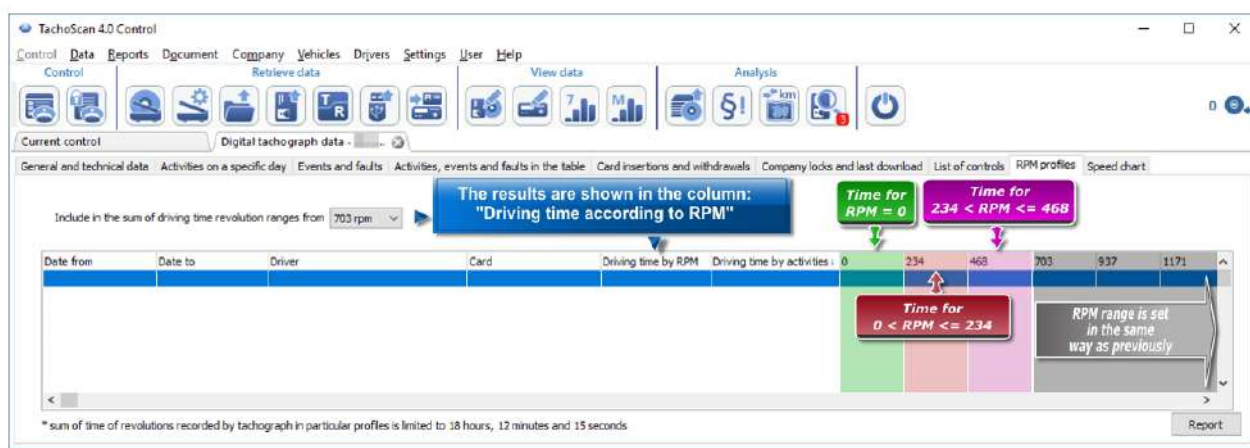 TachoScan 4.0 Control
Control Data Reports Document Company Vehicles Drivers Settings User Help
Control Retrieve data View data Analysis
T R 7 M §! km 3
0
Current control Digital tachograph data -
General and technical data Activities on a specific day Events and faults Activities, events and faults in the table Card insertions and withdrawals Company locks and last download List of controls RPM profiles Speed chart
The results are shown in the column:
"Driving time according to RPM"
Time for
RPM = 0
Time for
234 < RPM <= 468
Include in the sum of driving time revolution ranges from 703 rpm
Date from Date to Driver Card Driving time by RPM Driving time by activities 0 234 468 703 937 1171
Time for
0 < RPM <= 234
RPM range is set
in the same
way as previously
* sum of time of revolutions recorded by tachograph in particular profiles is limited to 18 hours, 12 minutes and 15 seconds
Report